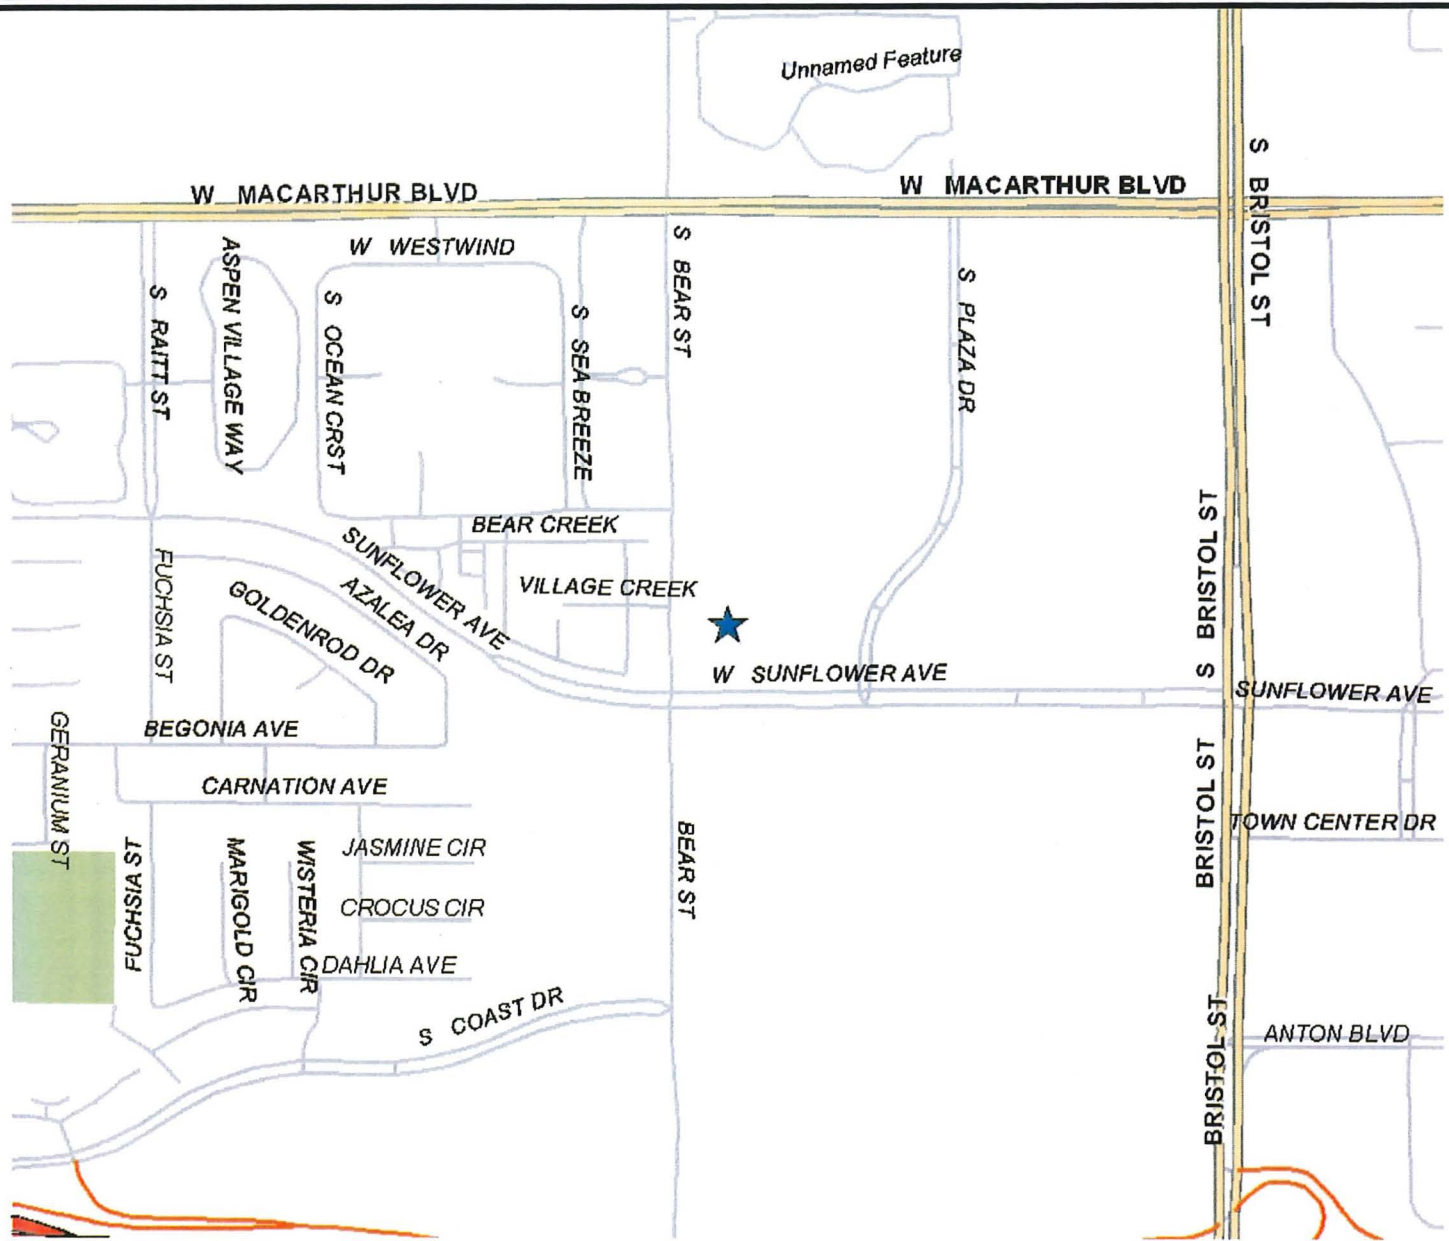 Unnamed Feature
W MACARTHUR BLVD
W MACARTHUR BLVD
S BRISTOL ST
W WESTWIND
S BEAR ST
ASPEN VILLAGE WAY
S RAITT ST
S OCEAN CRST
S SEA BREEZE
S PLAZA DR
BEAR CREEK
SUNFLOWER AVE
S BRISTOL ST
VILLAGE CREEK
AZALEA DR
GOLDENROD DR
FUCHSIA ST
W SUNFLOWER AVE
SUNFLOWER AVE
BEGONIA AVE
GERANIUM ST
CARNATION AVE
BRISTOL ST
TOWN CENTER DR
BEAR ST
JASMINE CIR
FUCHSIA ST
MARIGOLD CIR
WISTERIA CIR
CROCUS CIR
DAHLIA AVE
S COAST DR
BRISTOL ST
ANTON BLVD